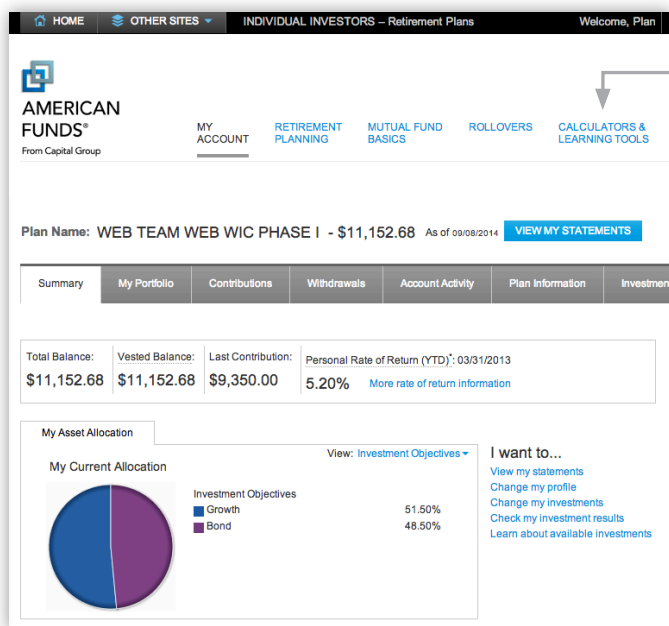 HOME OTHER SITES INDIVIDUAL INVESTORS – Retirement Plans Welcome, Plan
AMERICAN
FUNDS®
From Capital Group
MY
ACCOUNT
RETIREMENT
PLANNING
MUTUAL FUND
BASICS
ROLLOVERS
CALCULATORS &
LEARNING TOOLS
Plan Name: WEB TEAM WEB WIC PHASE I - $11,152.68 As of 09/08/2014 VIEW MY STATEMENTS
Summary My Portfolio Contributions Withdrawals Account Activity Plan Information Investmen
Total Balance:
$11,152.68
Vested Balance:
$11,152.68
Last Contribution:
$9,350.00
Personal Rate of Return (YTD)*: 03/31/2013
5.20% More rate of return information
My Asset Allocation
View: Investment Objectives
My Current Allocation
Investment Objectives
Growth 51.50%
Bond 48.50%
I want to...
View my statements
Change my profile
Change my investments
Check my investment results
Learn about available investments